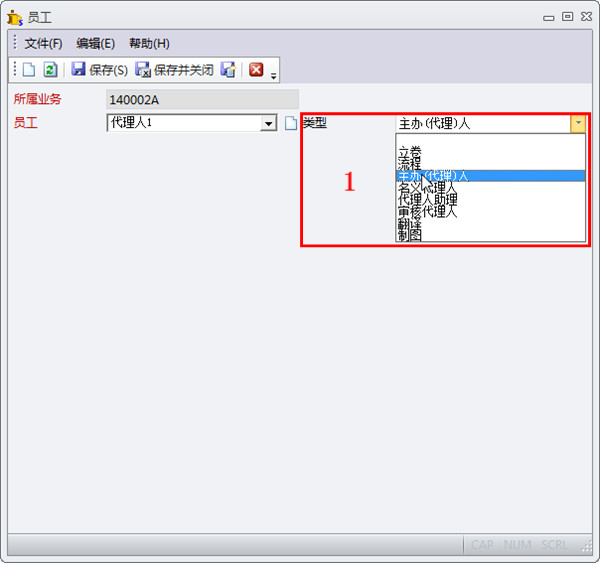 员工
文件(F) 编辑(E) 帮助(H)
保存(S) 保存并关闭
所属业务 140002A
员工 代理人1 类型 主办(代理)人
立卷
流程
主办(代理)人
名义代理人
代理人助理
审核代理人
翻译
制图
1
CAP NUM SCRL